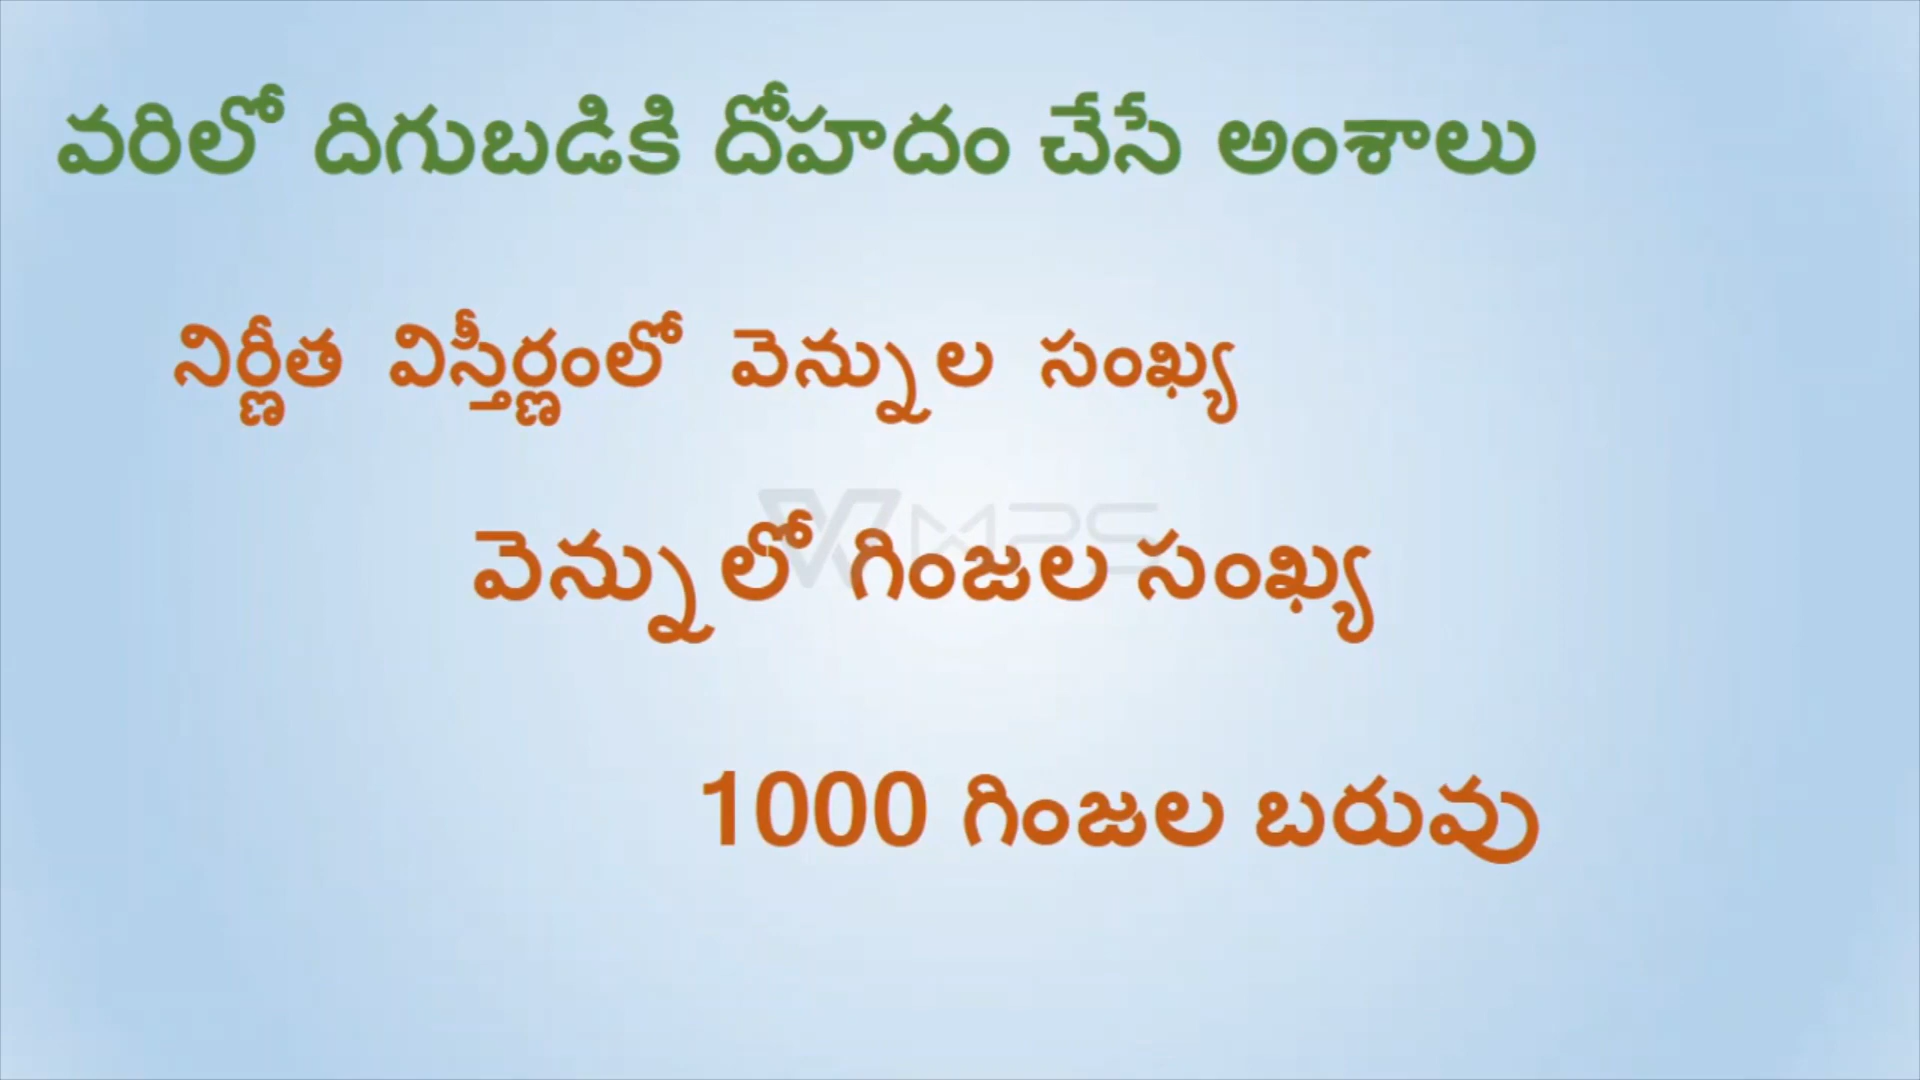 వరిలో దిగుబడికి దోహదం చేసే అంశాలు
నిర్ణీత విస్తీర్ణంలో వెన్నుల సంఖ్య
వెన్నులో గింజల సంఖ్య
1000 గింజల బరువు